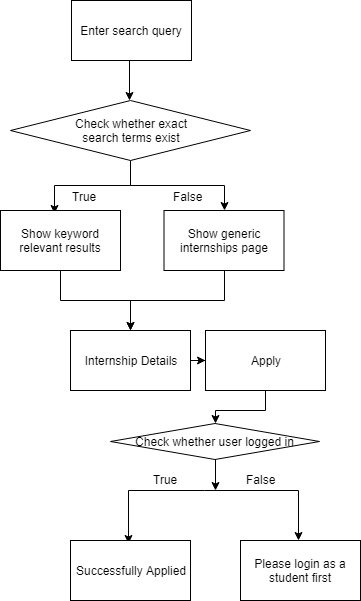 Enter search query
Check whether exact
search terms exist
True
False
Show keyword
relevant results
Show generic
internships page
Internship Details
Apply
Check whether user logged in
True
False
Successfully Applied
Please login as a
student first